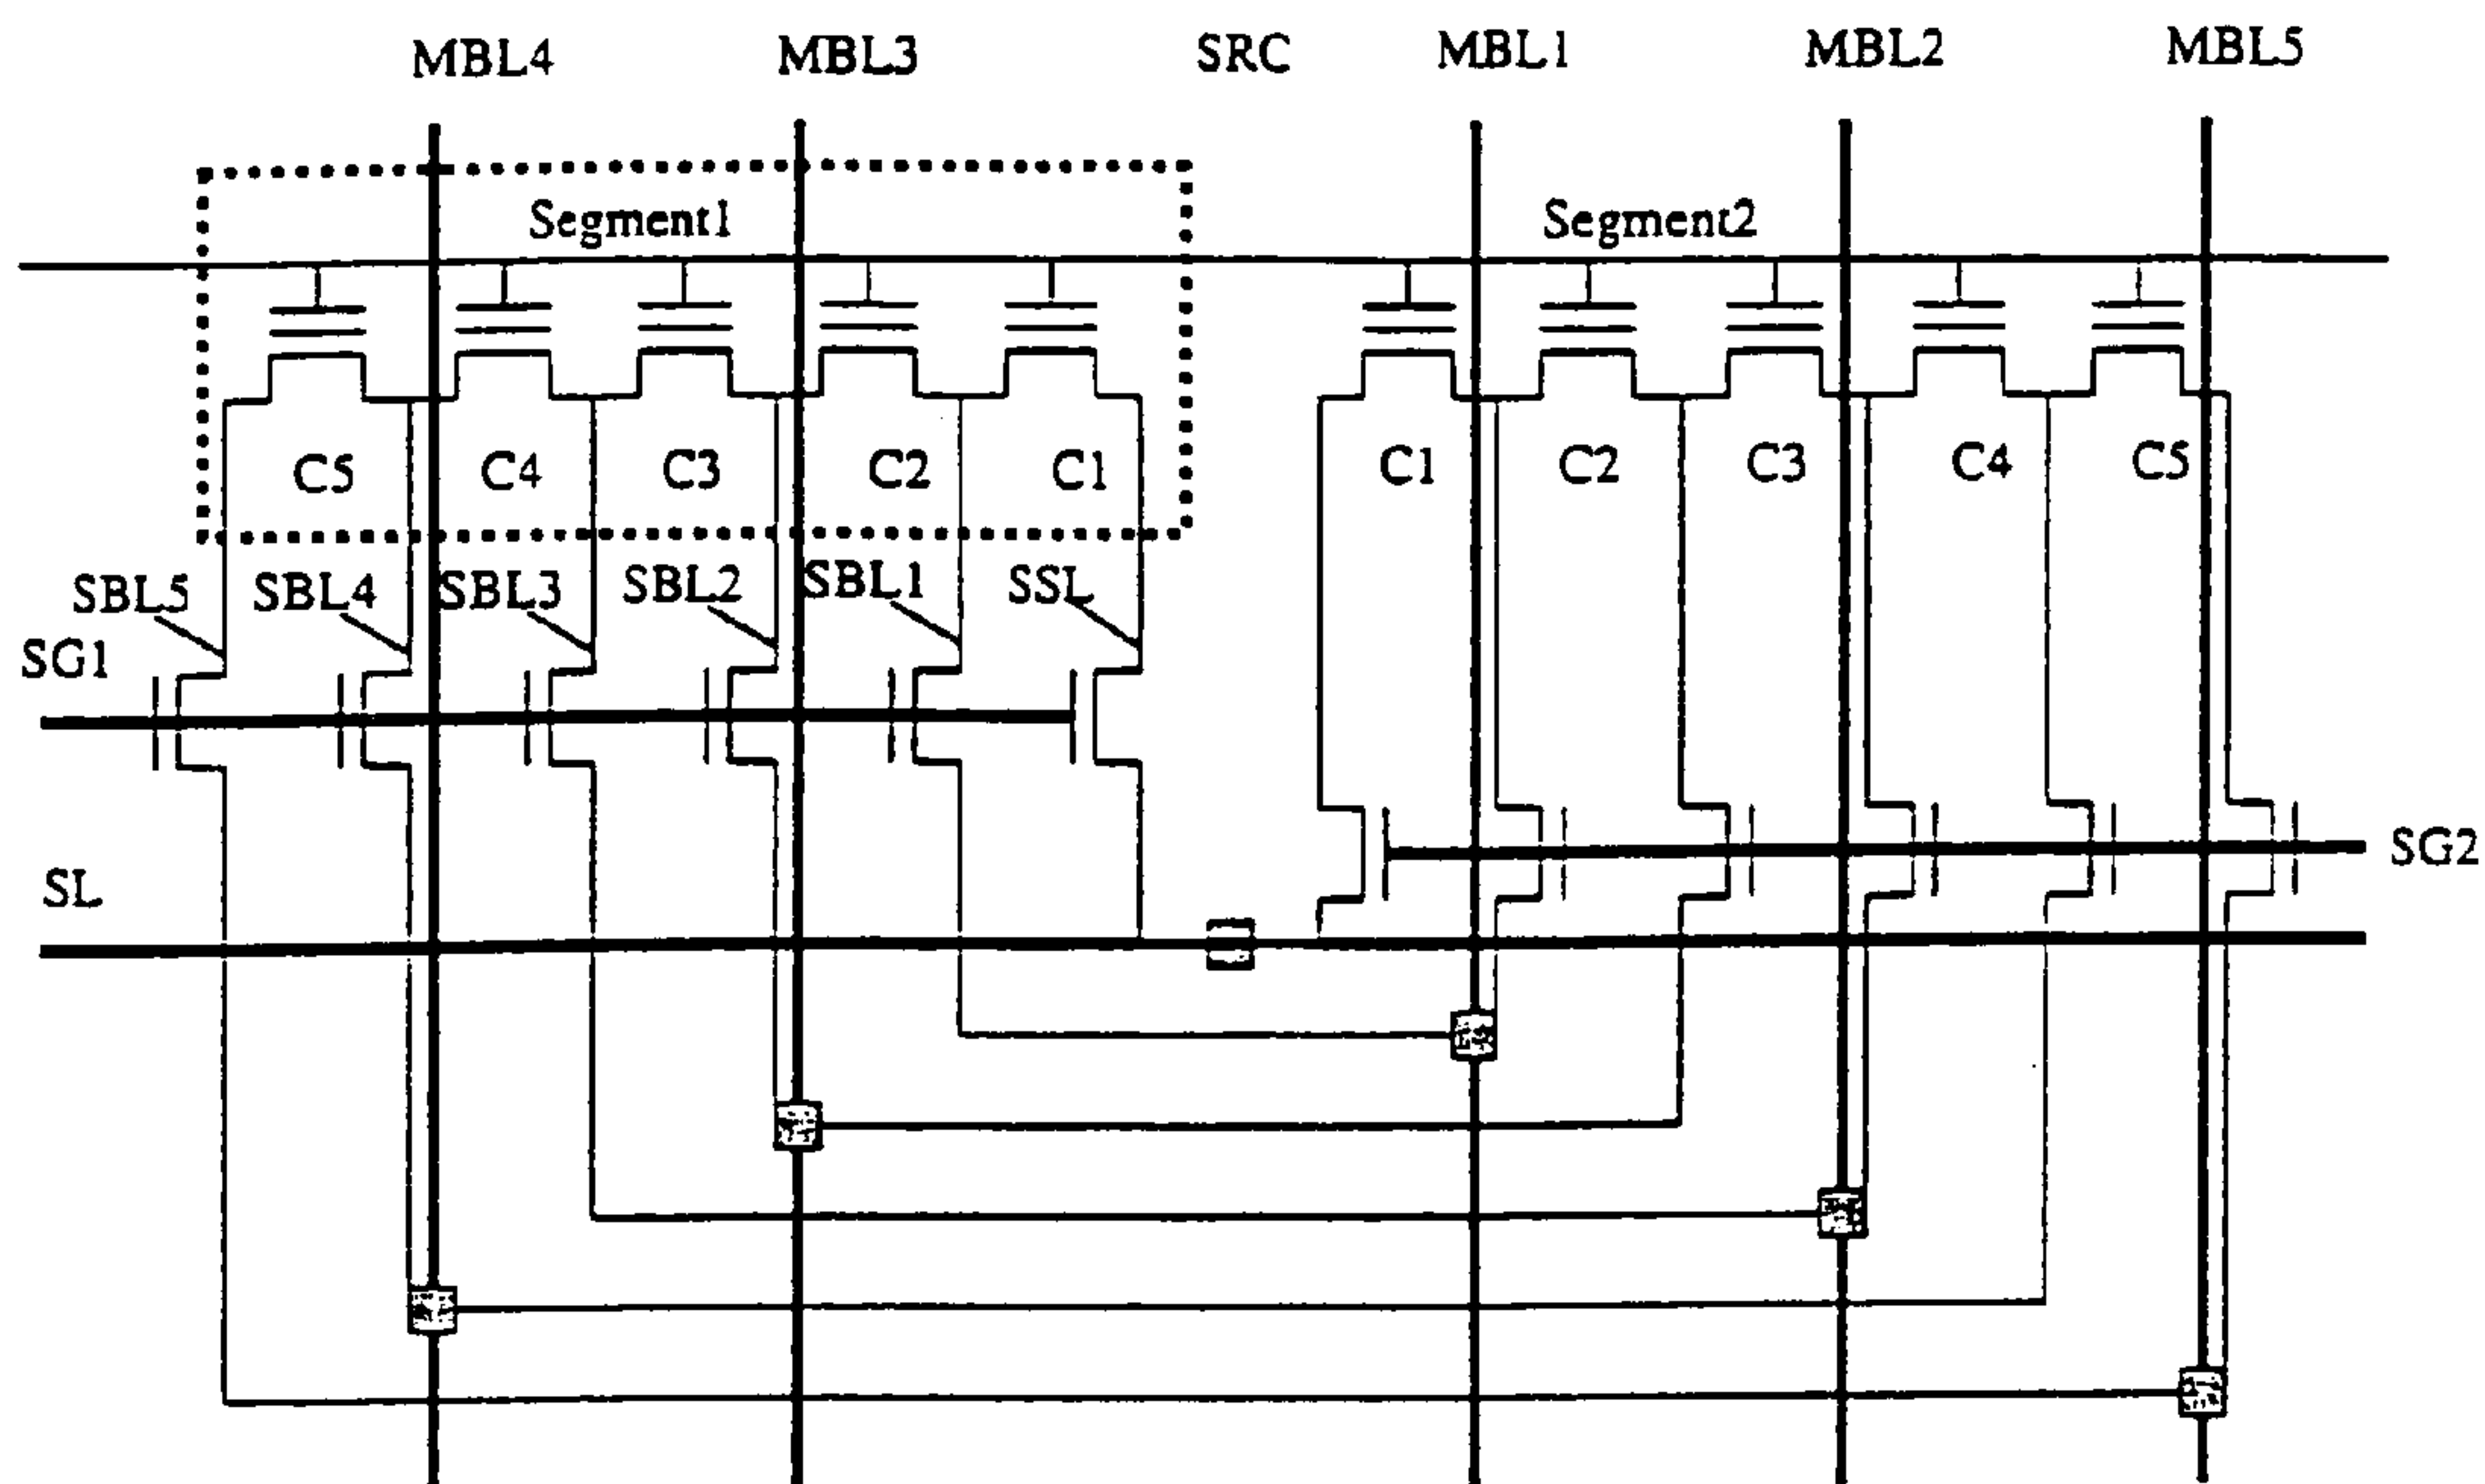 MBL4 MBL3 SRC MBL1 MBL2 MBL5
Segment1 Segment2
C5 C4 C3 C2 C1 C1 C2 C3 C4 C5
SBL5 SBL4 SBL3 SBL2 SBL1 SSL
SG1
SG2
SL